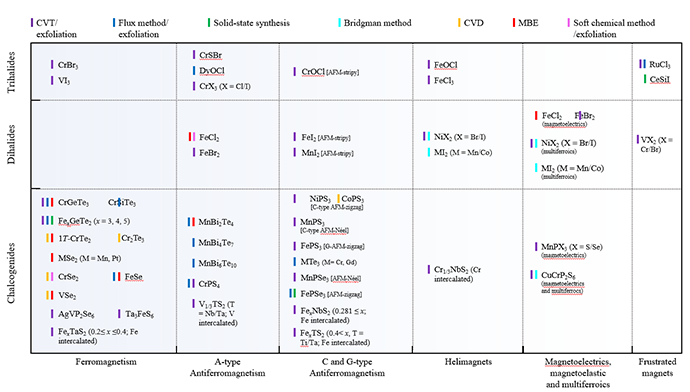 CVT/ exfoliation
Flux method/ exfoliation
Solid-state synthesis
Bridgman method
CVD
MBE
Soft chemical method /exfoliation
Trihalides
CrBr3
VI3
CrSBr
DyOCl
CrX3 (X = Cl/I)
CrOCl [AFM-stripy]
FeOCl
FeCl3
RuCl3
CeSiI
Dihalides
FeCl2
FeBr2
FeI2 [AFM-stripy]
MnI2 [AFM-stripy]
NiX2 (X = Br/I)
MI2 (M = Mn/Co)
FeCl2 FeBr2
(magnetoelectrics)
NiX2 (X = Br/I)
(multiferroics)
MI2 (M = Mn/Co)
(multiferroics)
VX2 (X =
Cr/Br)
Chalcogenides
CrGeTe3 CrSiTe3
FexGeTe2 (x = 3, 4, 5)
1T-CrTe2 Cr2Te3
MSe2 (M = Mn, Pt)
CrSe2 FeSe
VSe2
AgVP2Se6 Ta3FeS6
FexTaS2 (0.2≤ x ≤0.4; Fe
intercalated)
MnBi2Te4
MnBi4Te7
MnBi6Te10
CrPS4
V1/3TS2 (T
= Nb/Ta; V
intercalated)
NiPS3 CoPS3
[C-type AFM-zigzag]
MnPS3
[C-type AFM-Néel]
FePS3 [G-AFM-zigzag]
MTe3 (M= Cr, Gd)
MnPSe3 [AFM-Néel]
FePSe3 [AFM-zigzag]
FexNbS2 (0.281 ≤ x;
Fe intercalated)
FexTS2 (0.4< x, T =
Ti/Ta; Fe intercalated)
Cr1/3NbS2 (Cr
intercalated)
MnPX3 (X = S/Se)
(magnetoelectrics)
CuCrP2S6
(magnetoelectrics
and multiferroics)
Ferromagnetism
A-type
Antiferromagnetism
C and G-type
Antiferromagnetism
Helimagnets
Magnetoelectrics,
magnetoelastic
and multiferroics
Frustrated
magnets